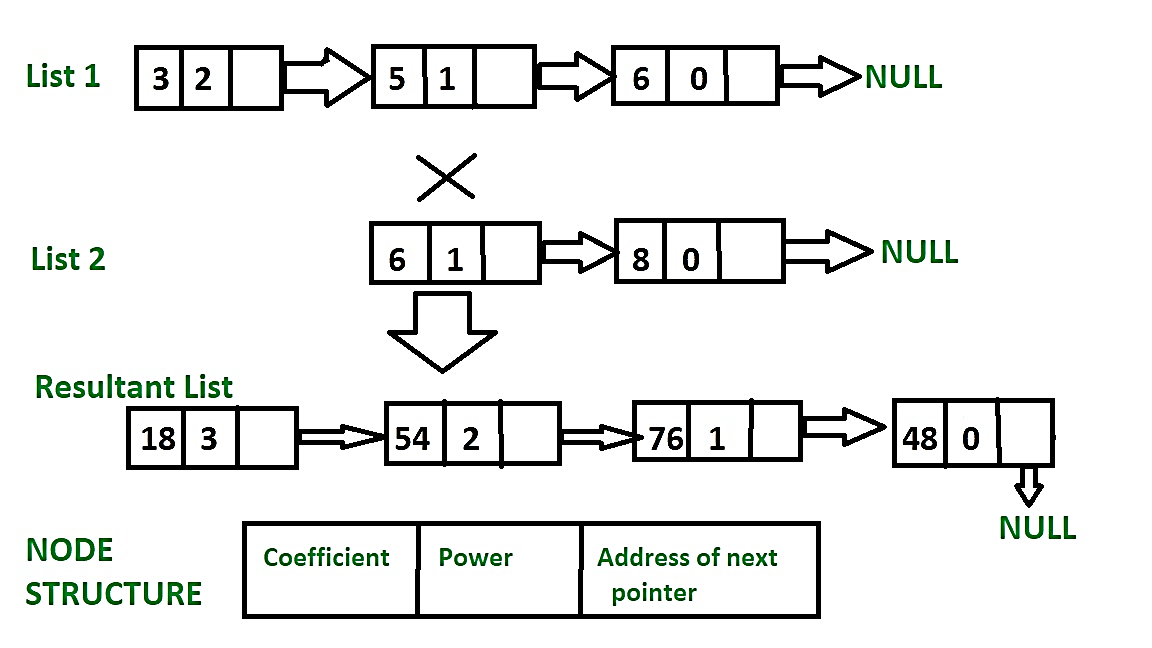 List 1 3 2 5 1 6 0 NULL
List 2 6 1 8 0 NULL
Resultant List
18 3 54 2 76 1 48 0
NULL
NODE STRUCTURE
Coefficient Power Address of next pointer